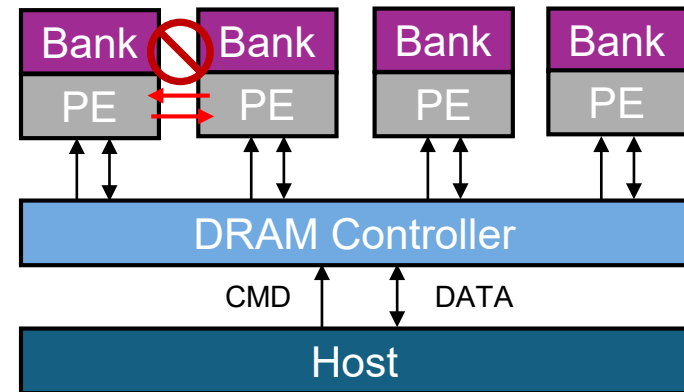 Bank
Bank
Bank
Bank
PE
PE
PE
PE
DRAM Controller
CMD
DATA
Host